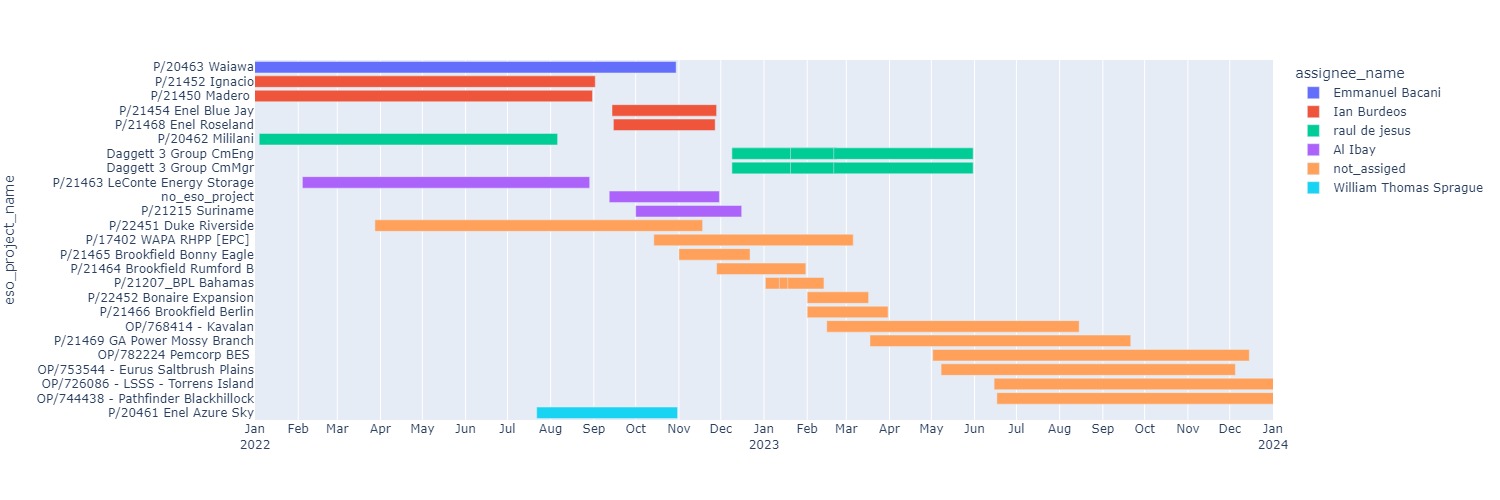 eso_project_name
P/20463 Waiawa
P/21452 Ignacio
P/21450 Madero
P/21454 Enel Blue Jay
P/21468 Enel Roseland
P/20462 Mililani
Daggett 3 Group CmEng
Daggett 3 Group CmMgr
P/21463 LeConte Energy Storage
no_eso_project
P/21215 Suriname
P/22451 Duke Riverside
P/17402 WAPA RHPP [EPC]
P/21465 Brookfield Bonny Eagle
P/21464 Brookfield Rumford B
P/21207_BPL Bahamas
P/22452 Bonaire Expansion
P/21466 Brookfield Berlin
OP/768414 - Kavalan
P/21469 GA Power Mossy Branch
OP/782224 Pemcorp BES
OP/753544 - Eurus Saltbrush Plains
OP/726086 - LSSS - Torrens Island
OP/744438 - Pathfinder Blackhillock
P/20461 Enel Azure Sky
Jan Feb Mar Apr May Jun Jul Aug Sep Oct Nov Dec Jan Feb Mar Apr May Jun Jul Aug Sep Oct Nov Dec Jan
2022 2023 2024
assignee_name
Emmanuel Bacani
Ian Burdeos
raul de jesus
Al Ibay
not_assiged
William Thomas Sprague